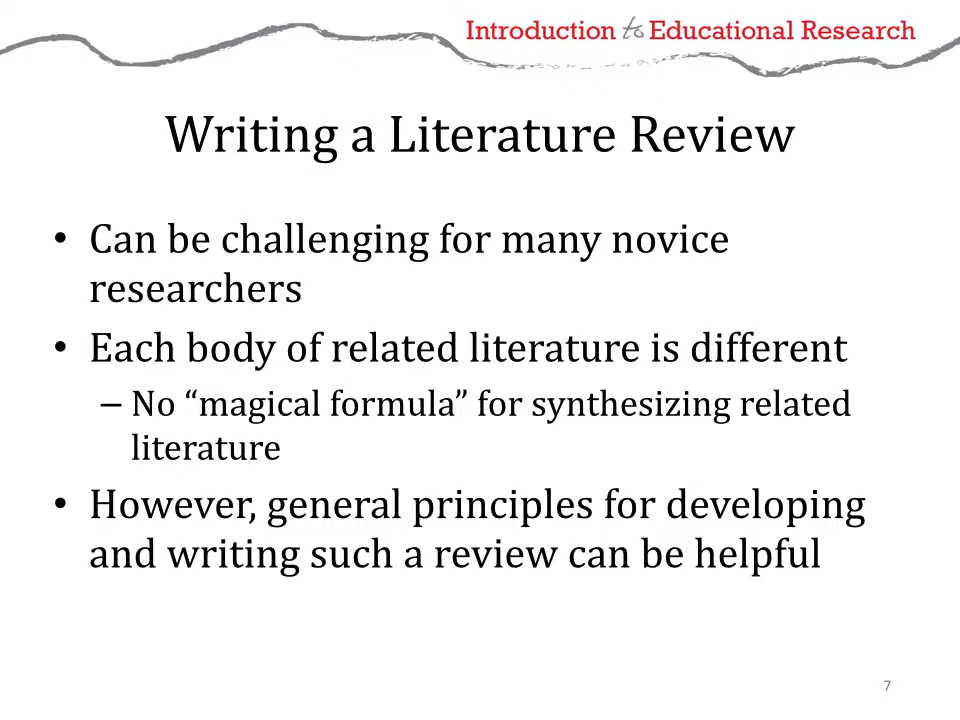 Introduction to Educational Research
Writing a Literature Review
• Can be challenging for many novice
researchers
• Each body of related literature is different
– No “magical formula” for synthesizing related
literature
• However, general principles for developing
and writing such a review can be helpful
7